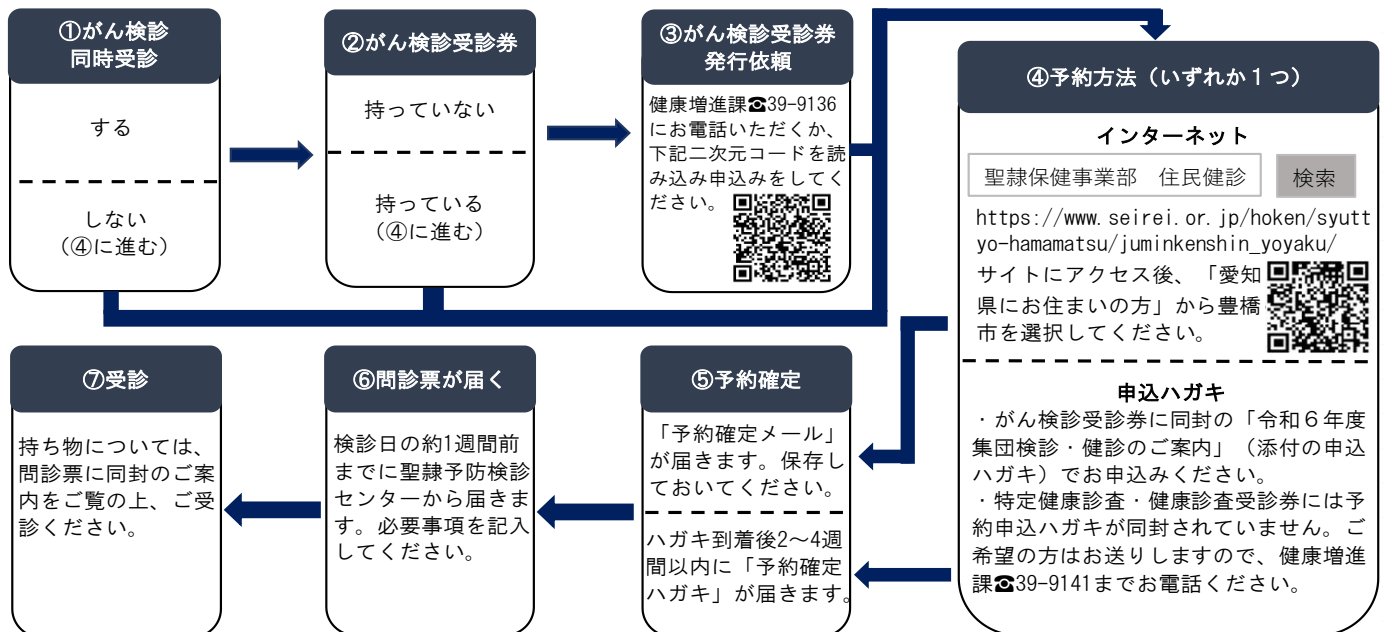 ①がん検診
同時受診
する
しない
(④に進む)
②がん検診受診券
持っていない
持っている
(④に進む)
③がん検診受診券
発行依頼
健康増進課☎39-9136
にお電話いただくか、
下記二次元コードを読
み込み申込みをしてく
ださい。
④予約方法(いずれか1つ)
インターネット
聖隷保健事業部 住民健診 検索
https://www.seirei.or.jp/hoken/syutt
yo-hamamatsu/juminkenshin_yoyaku/
サイトにアクセス後、「愛知
県にお住まいの方」から豊橋
市を選択してください。
申込ハガキ
・がん検診受診券に同封の「令和6年度
集団検診・健診のご案内」(添付の申込
ハガキ)でお申込みください。
・特定健康診査・健康診査受診券には予
約申込ハガキが同封されていません。ご
希望の方はお送りしますので、健康増進
課☎39-9141までお電話ください。
⑤予約確定
「予約確定メール」
が届きます。保存し
ておいてください。
ハガキ到着後2～4週
間以内に「予約確定
ハガキ」が届きます。
⑥問診票が届く
検診日の約1週間前
までに聖隷予防検診
センターから届きま
す。必要事項を記入
してください。
⑦受診
持ち物については、
問診票に同封のご案
内をご覧の上、ご受
診ください。